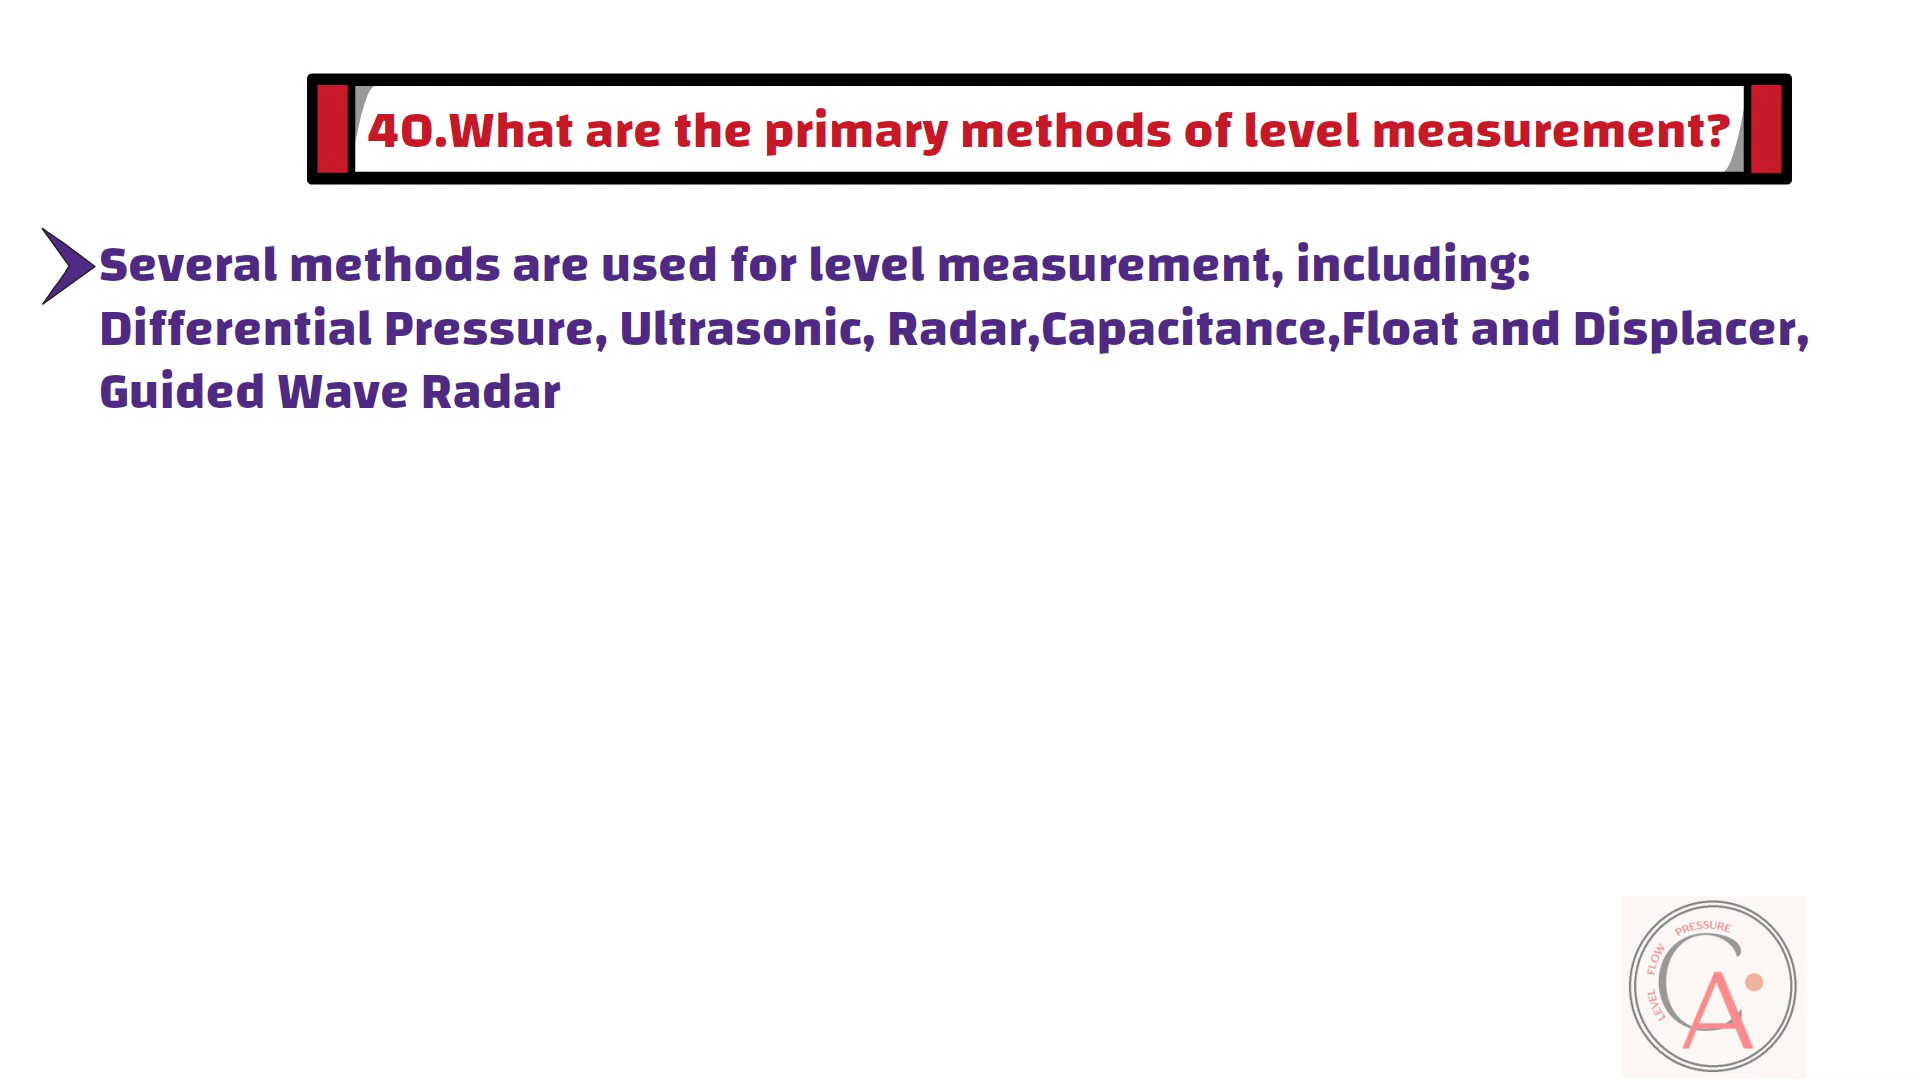 40.What are the primary methods of level measurement?
Several methods are used for level measurement, including:
Differential Pressure, Ultrasonic, Radar,Capacitance,Float and Displacer,
Guided Wave Radar
PRESSURE
FLOW
LEVEL
CA